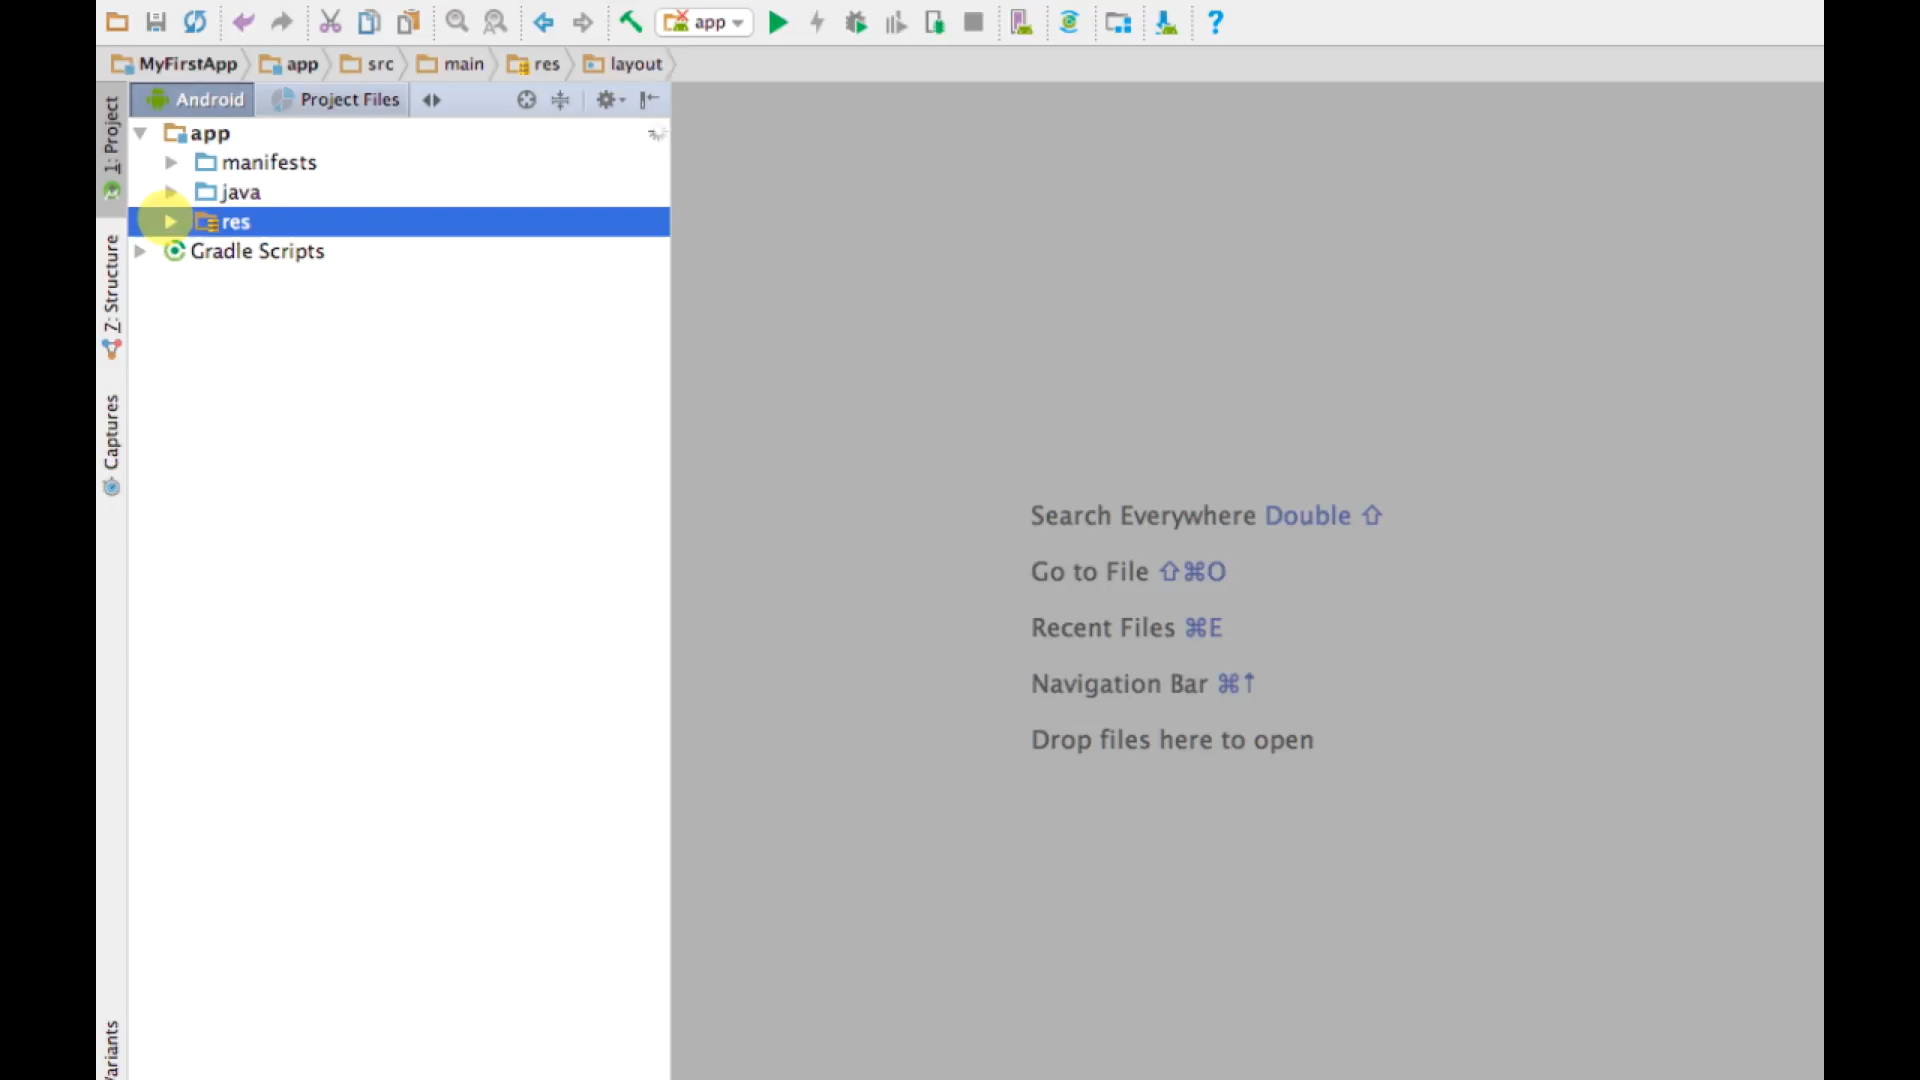 app
MyFirstApp app src main res layout
Android Project Files
1: Project
Z: Structure
Captures
app
manifests
java
res
Gradle Scripts
Search Everywhere Double ⇧
Go to File ⇧⌘O
Recent Files ⌘E
Navigation Bar ⌘↑
Drop files here to open